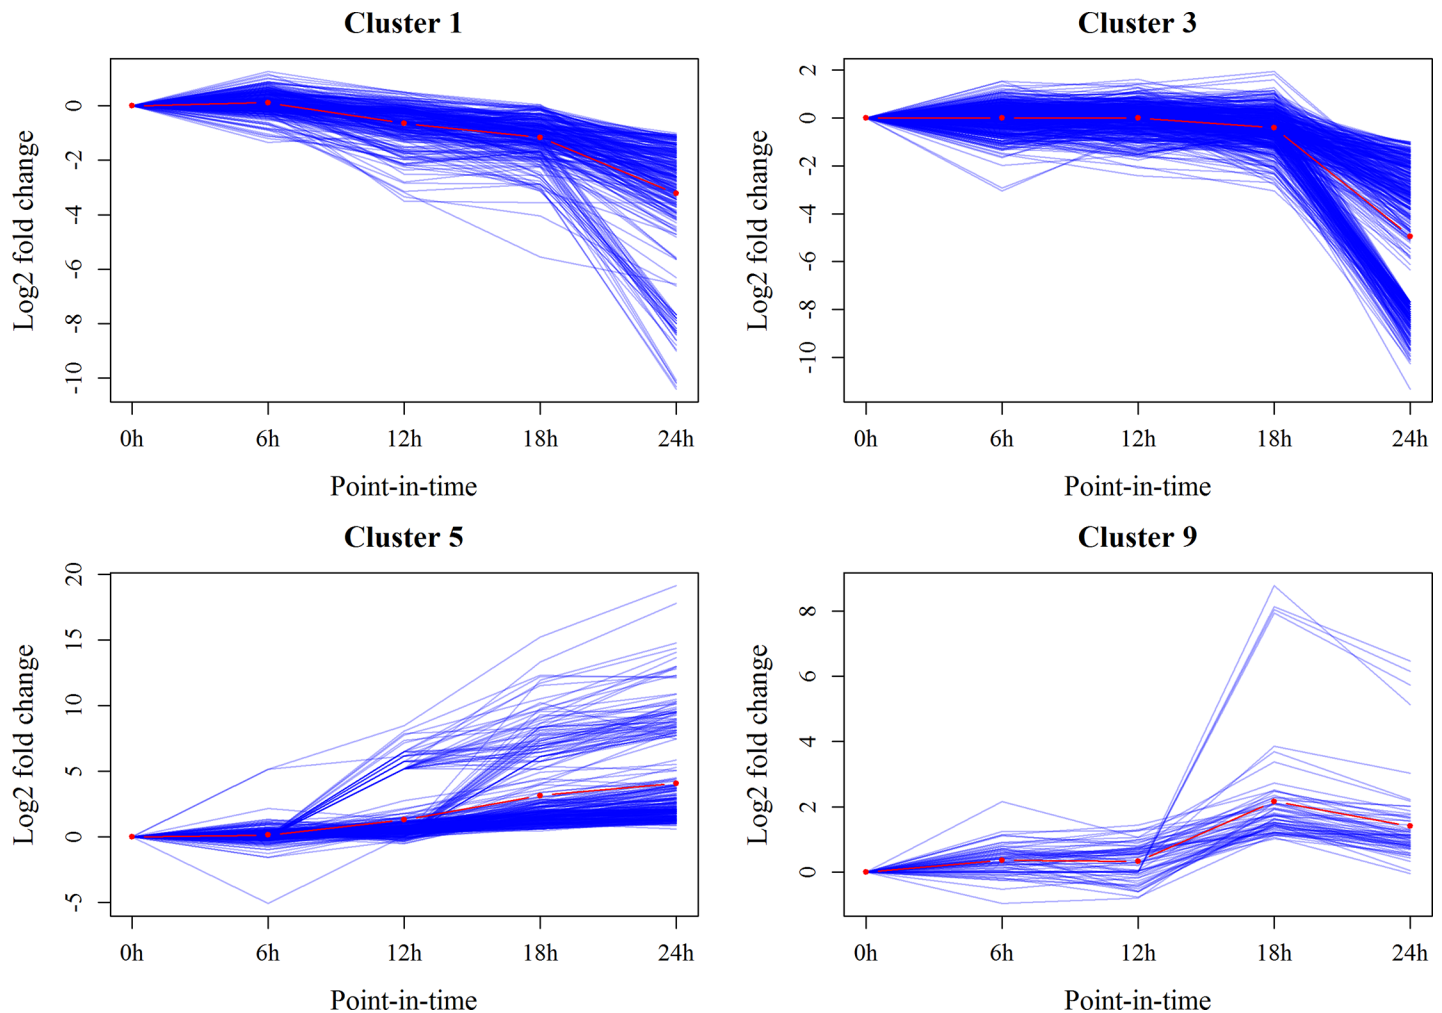 Cluster 1
Log2 fold change
0
-2
-4
-6
-8
-10
0h 6h 12h 18h 24h
Point-in-time
Cluster 3
Log2 fold change
2
0
-2
-4
-6
-8
-10
0h 6h 12h 18h 24h
Point-in-time
Cluster 5
Log2 fold change
20
15
10
5
0
-5
0h 6h 12h 18h 24h
Point-in-time
Cluster 9
Log2 fold change
8
6
4
2
0
0h 6h 12h 18h 24h
Point-in-time